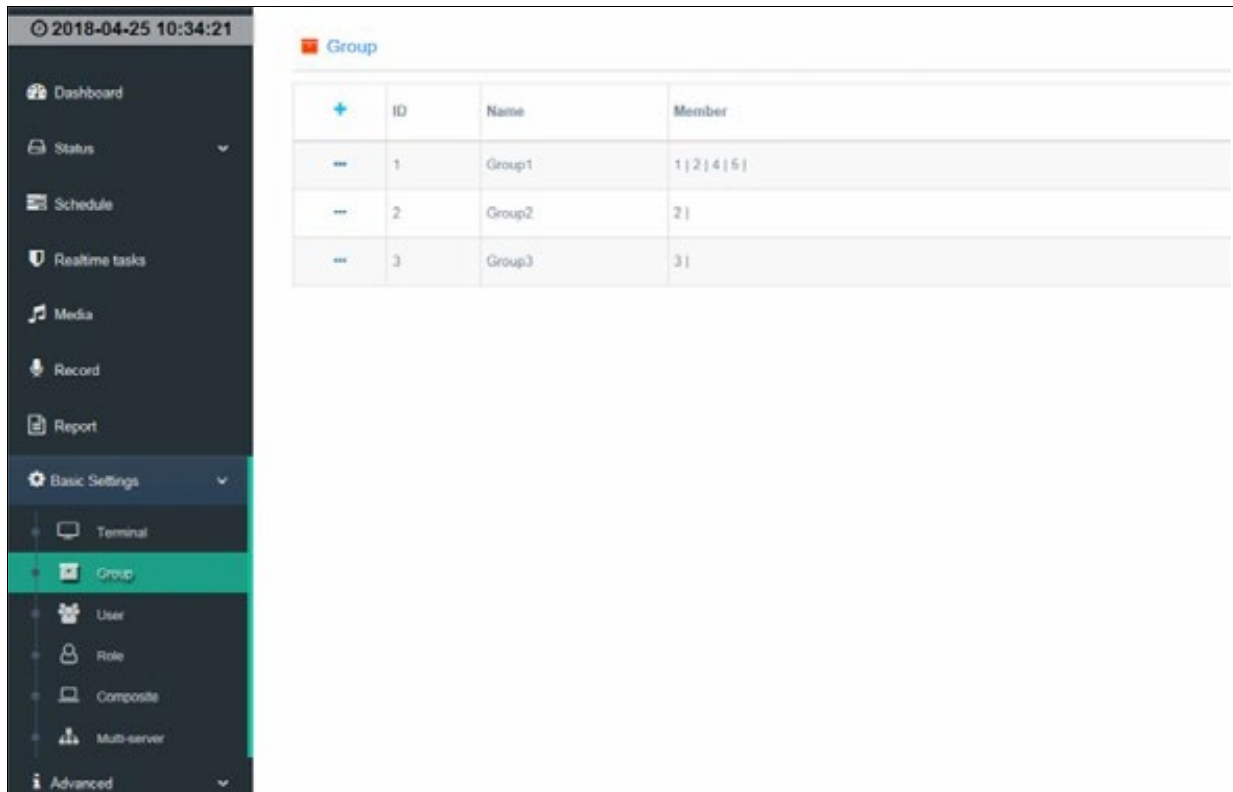 2018-04-25 10:34:21
Dashboard
Status
Schedule
Realtime tasks
Media
Record
Report
Basic Settings
Terminal
Group
User
Role
Composite
Multi-server
Advanced
Group
ID Name Member
1 Group1 1 | 2 | 4 | 5 |
2 Group2 2 |
3 Group3 3 |